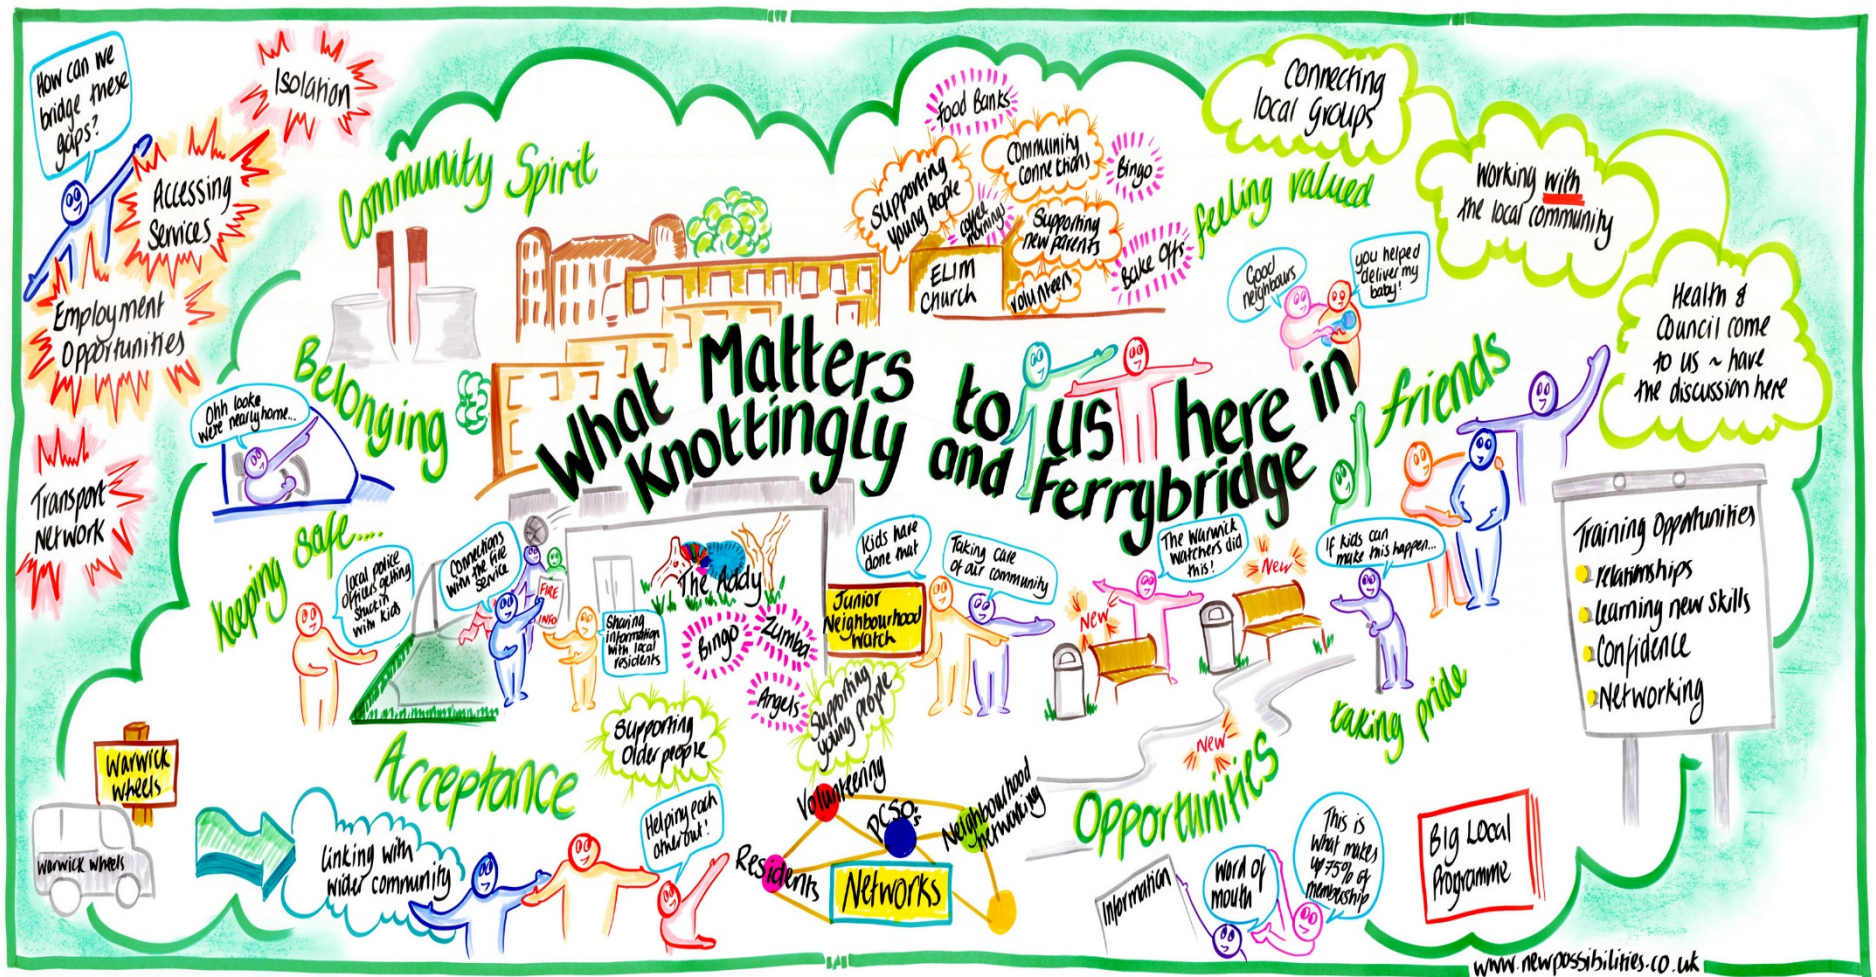 How can we
bridge these
gaps?
Isolation
Accessing
Services
Employment
Opportunities
Transport
Network
Community Spirit
Belonging
Ohh look..
were nearly home...
Keeping safe....
Food Banks
Community
Connections
Bingo
Supporting
Young People
coffee
mornings
Supporting
new parents
Bake Offs
volunteers
ELIM
Church
feeling valued
Connecting
local groups
Working with
the local community
Health &
Council come
to us ~ have
the discussion here
Good
neighbours
you helped
deliver my
baby!
friends
What Matters to us here in
Knottingly and Ferrybridge
local police
Officers getting
stuck in
with kids
Connections
with the fire
Service
FIRE
INFO
Sharing
information
with local
residents
The Addy
Bingo
Zumba
Angels
Supporting
Older people
Supporting
young people
Kids have
done that
Taking care
of our community
Junior
Neighbourhood
Watch
The Warwick
Watchers did
this!
New
New
New
If kids can
make this happen...
taking pride
Training Opportunities
relationships
learning new skills
Confidence
Networking
Warwick
Wheels
Warwick Wheels
Acceptance
linking with
wider community
Helping each
other out!
Volunteering
PCSO's
Neighbourhood
Networking
Residents
Networks
Opportunities
Information
word of
mouth
This is
what makes
up 75% of
membership
Big Local
Programme
www.newpossibilities.co.uk